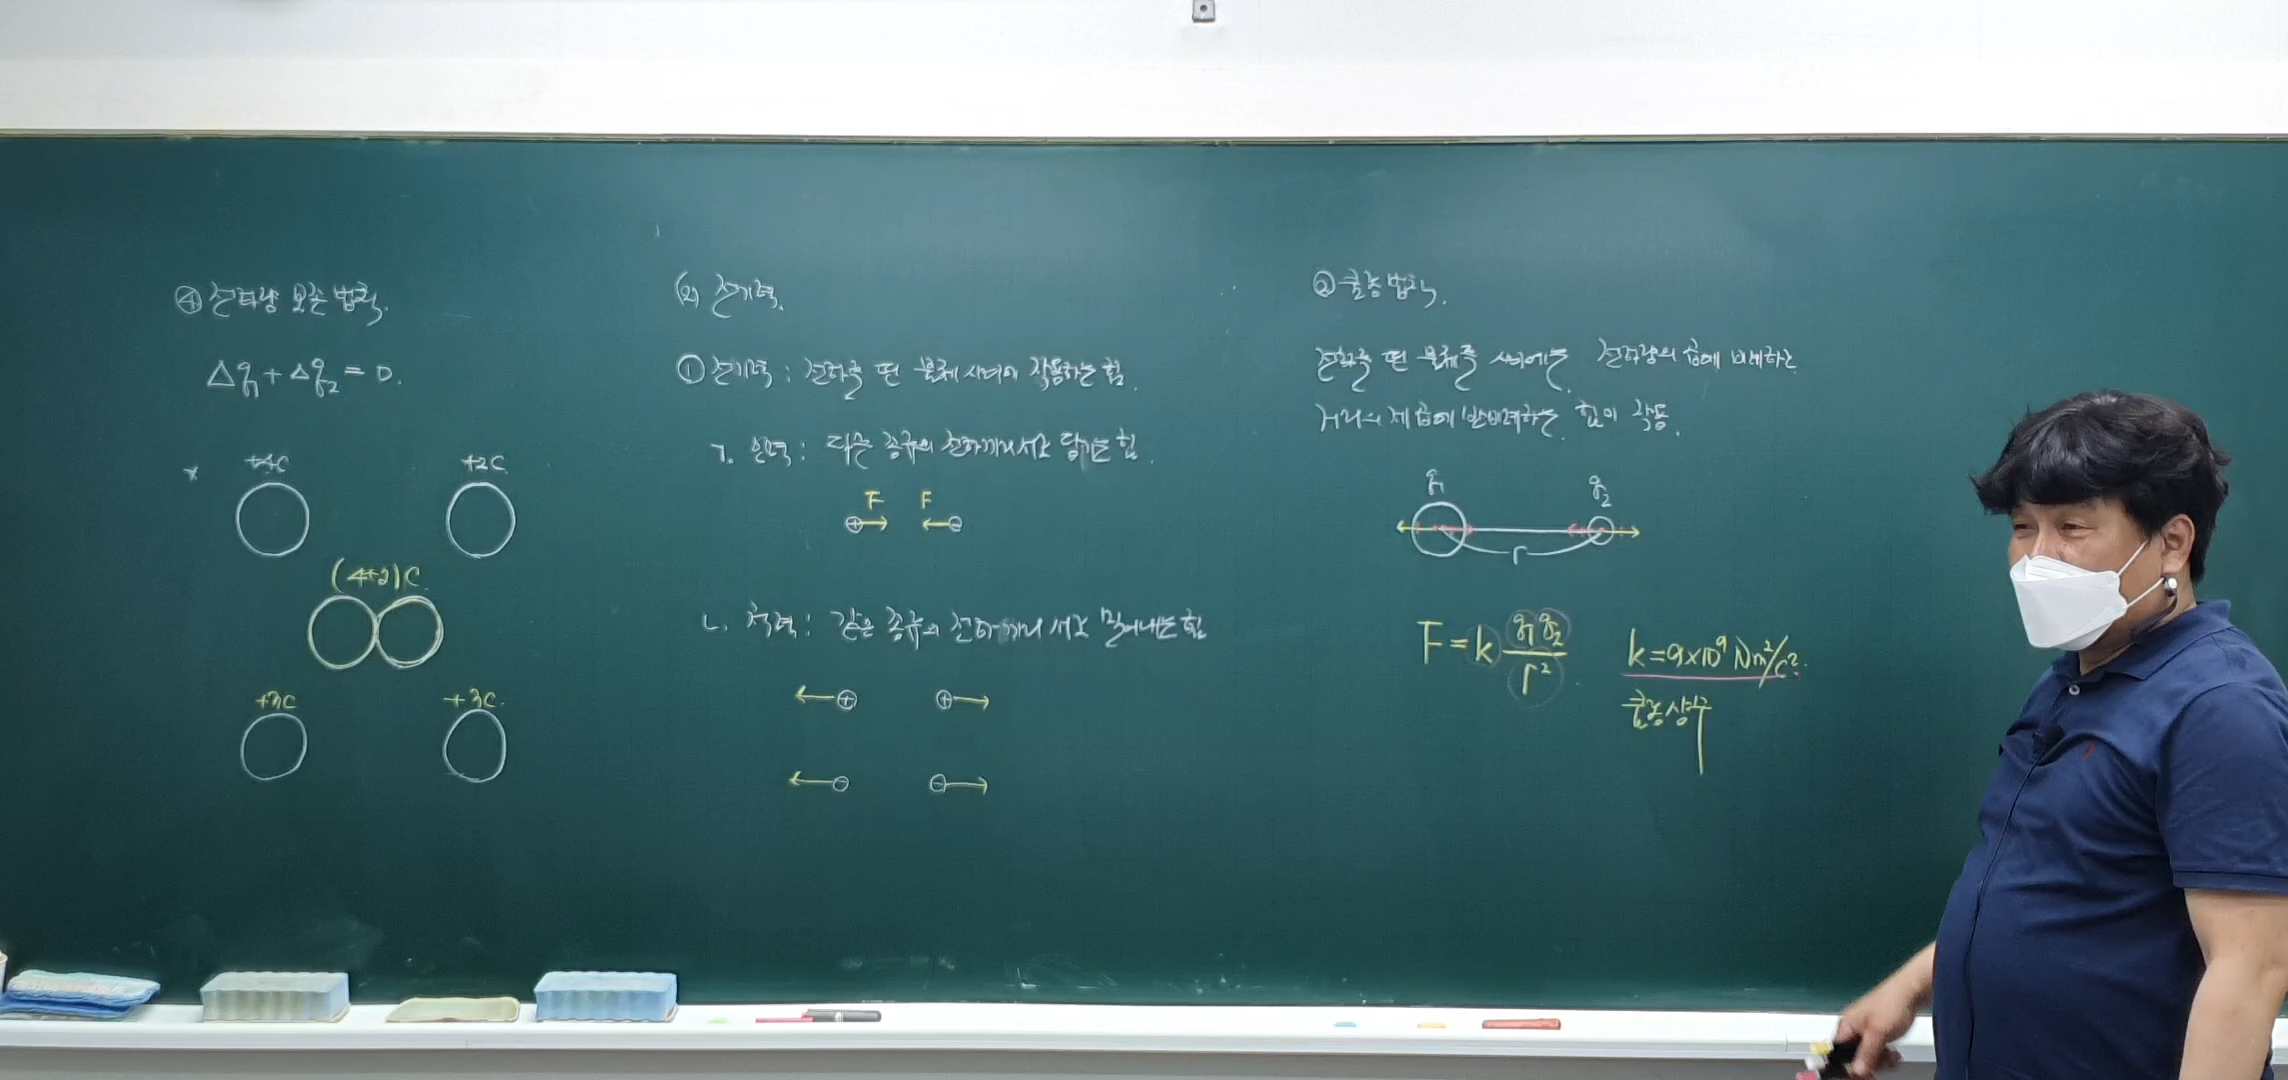 ④ 전하량 보존 법칙.
Δq₁ + Δq₂ = 0.
* +4C +2C
(4+2)C
+3C +3C.
(2) 전기력.
① 전기력 : 전하를 띤 물체 사이에 작용하는 힘.
ㄱ. 인력 : 다른 종류의 전하끼리 서로 당기는 힘.
F F
⊕ ⊖
ㄴ. 척력 : 같은 종류의 전하끼리 서로 밀어내는 힘
⊕ ⊕
⊖ ⊖
② 쿨롱 법칙.
전하를 띤 물체들 사이에는 전하량의 곱에 비례하고
거리의 제곱에 반비례하는 힘이 작용.
q₁ q₂
r
F = k q₁q₂/r²
k = 9×10⁹ Nm²/C².
쿨롱상수